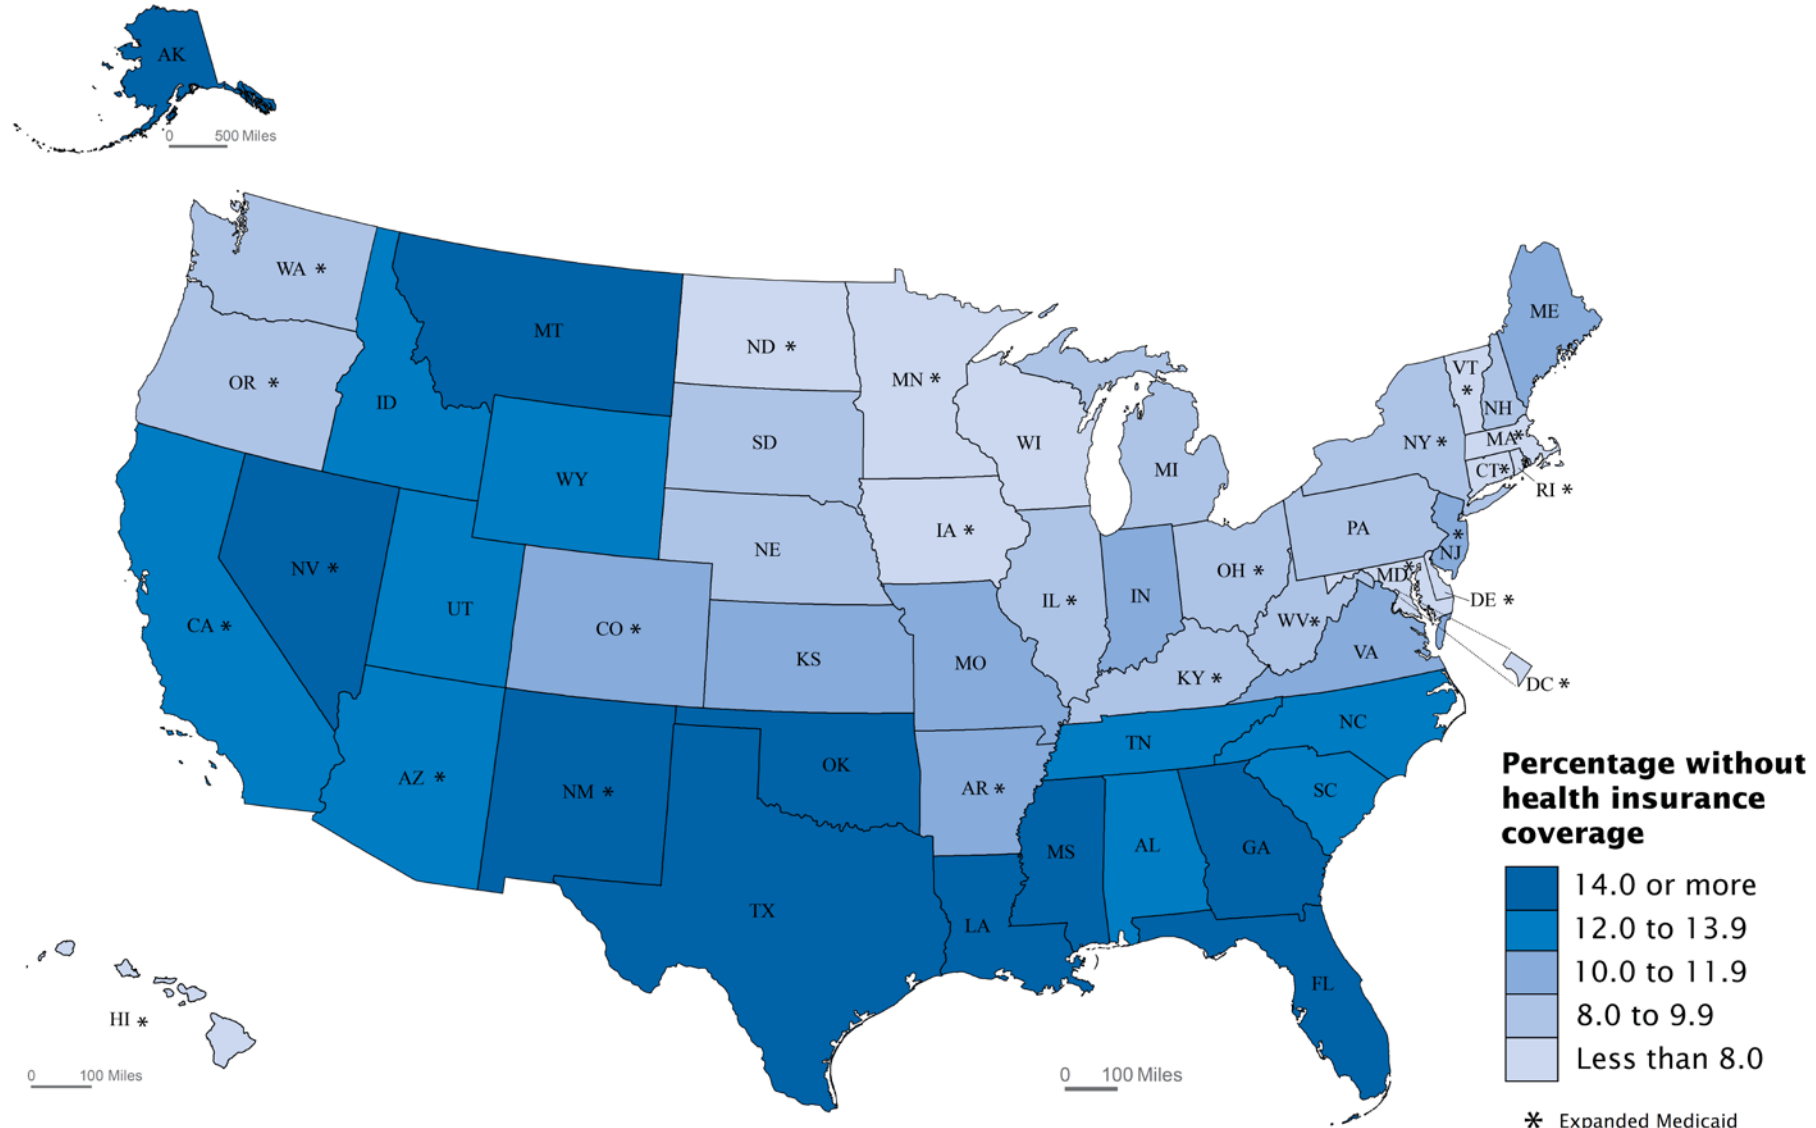 AK
0 500 Miles
WA *
MT
ME
ND *
VT
*
MN *
OR *
ID
NH
SD
WI
NY *
MA*
MI
CT*
WY
RI *
PA
IA *
NE
*
NJ
NV *
OH *
MD*
IN
DE *
IL *
UT
WV*
CA *
CO *
VA
KS
MO
KY *
DC *
NC
TN
OK
AZ *
NM *
AR *
SC
MS
AL
GA
TX
LA
FL
HI *
0 100 Miles
0 100 Miles
Percentage without
health insurance
coverage
14.0 or more
12.0 to 13.9
10.0 to 11.9
8.0 to 9.9
Less than 8.0
* Expanded Medicaid